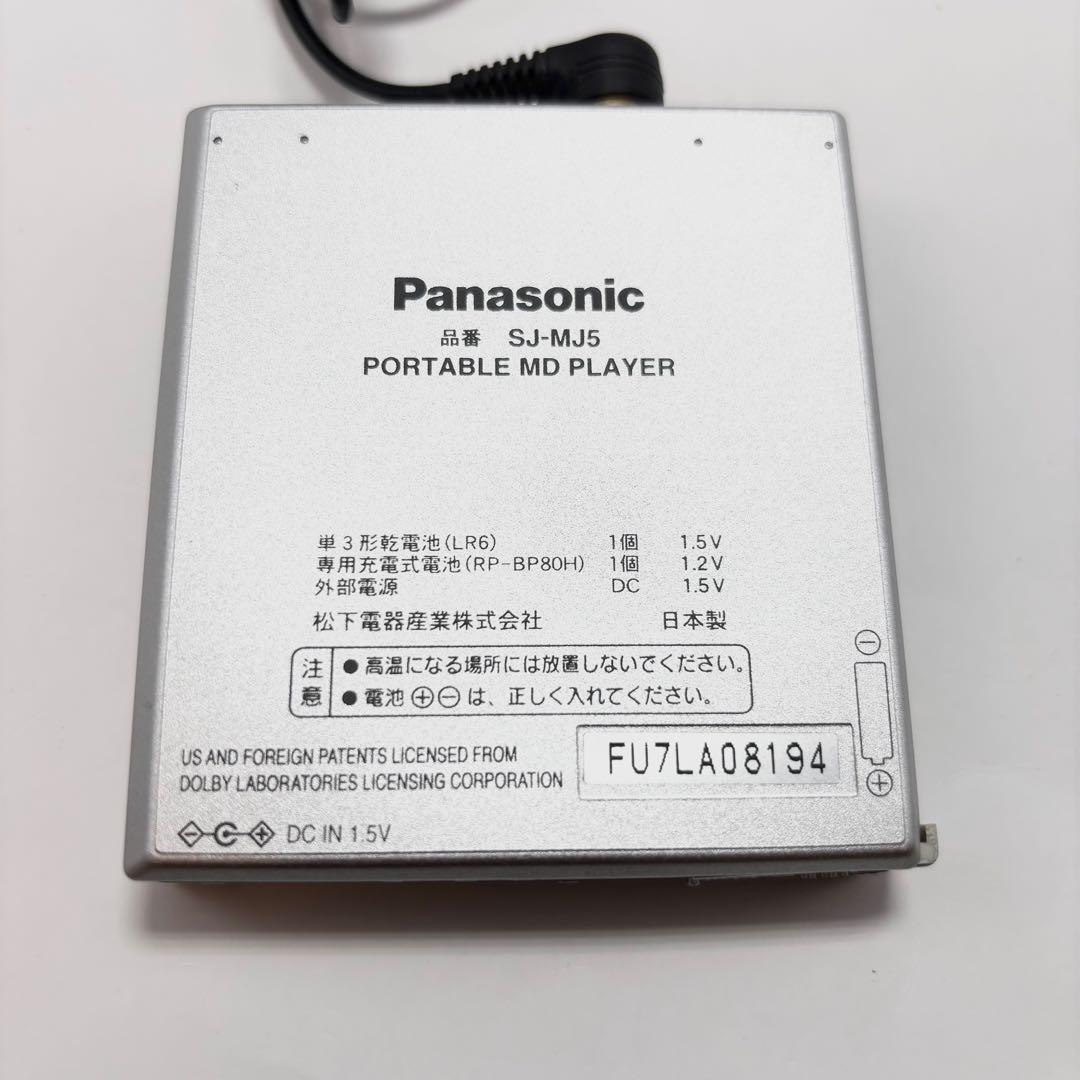 Panasonic
品番 SJ-MJ5
PORTABLE MD PLAYER
単3形乾電池(LR6) 1個 1.5V
専用充電式電池(RP-BP80H) 1個 1.2V
外部電源 DC 1.5V
松下電器産業株式会社 日本製
注意
●高温になる場所には放置しないでください。
●電池⊕⊖は、正しく入れてください。
US AND FOREIGN PATENTS LICENSED FROM
DOLBY LABORATORIES LICENSING CORPORATION
FU7LA08194
DC IN 1.5V